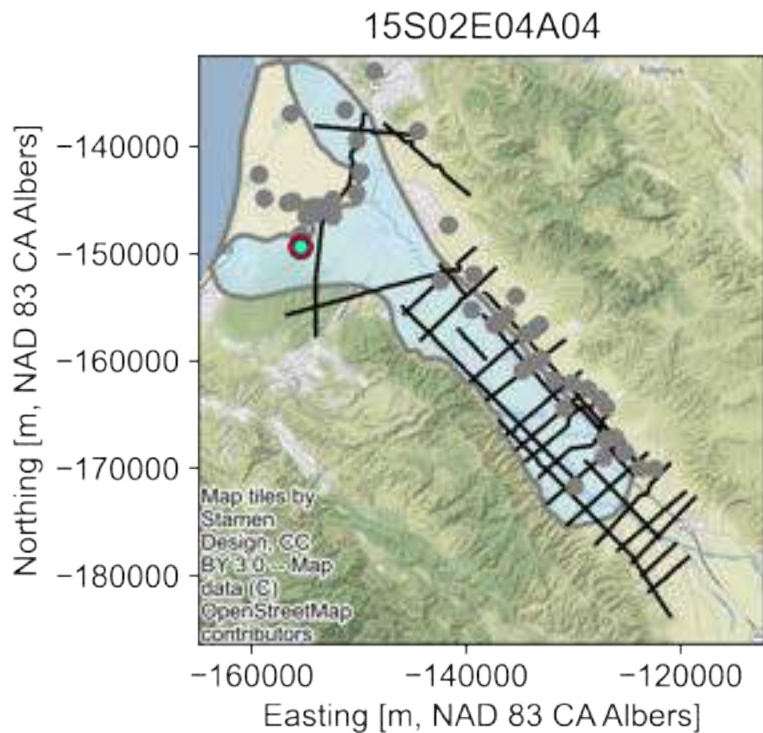 15S02E04A04
Northing [m, NAD 83 CA Albers]
−140000
−150000
−160000
−170000
−180000
Map tiles by
Stamen
Design, CC
BY 3.0 -- Map
data (C)
OpenStreetMap
contributors
−160000
−140000
−120000
Easting [m, NAD 83 CA Albers]